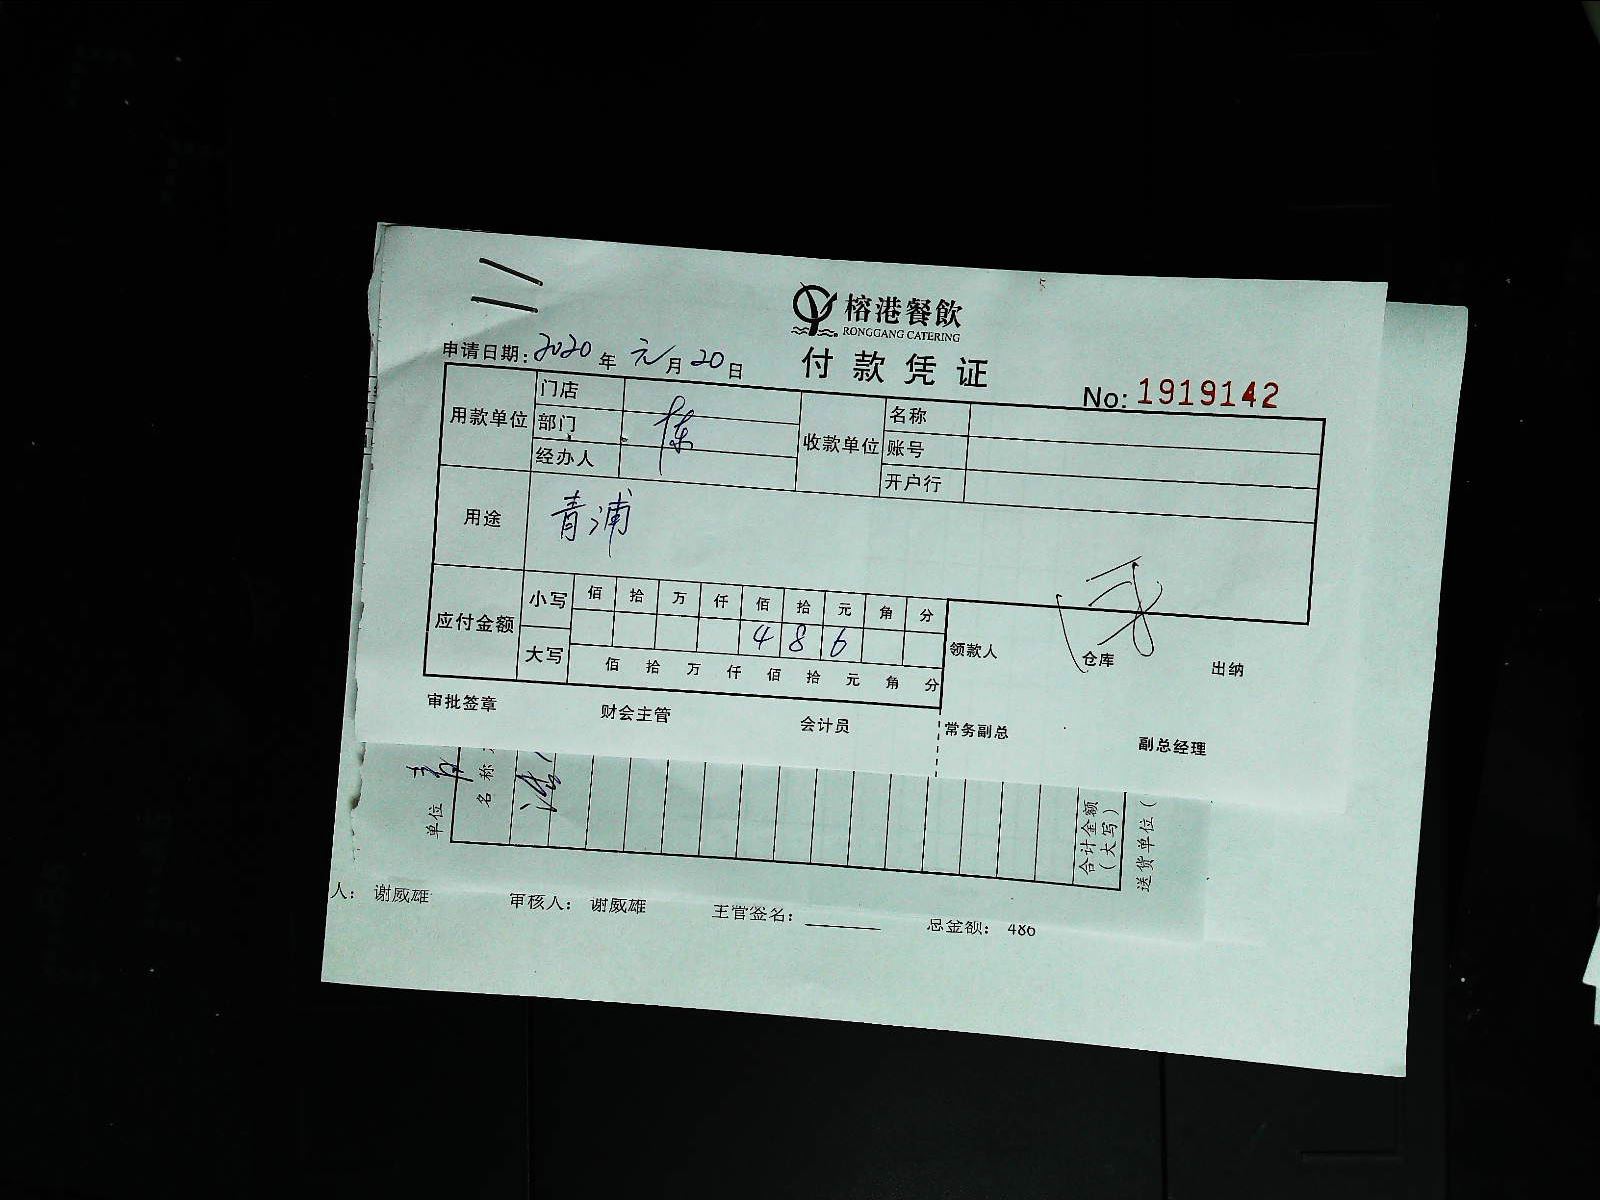 榕港餐飲
RONGGANG CATERING
付款凭证
申请日期: 2020 年 元 月 20 日
No: 1919142
用款单位 门店 收款单位 名称
部门 陈 账号
经办人 开户行
用途 青浦
应付金额 小写 佰 拾 万 仟 佰 拾 元 角 分
4 8 6
大写 佰 拾 万 仟 佰 拾 元 角 分
领款人 仓库 出纳
审批签章 财会主管 会计员 常务副总 副总经理
单位
名称
合计金额
(大写)
送货单位(
人: 谢威雄 审核人: 谢威雄 主管签名: 总金额: 486